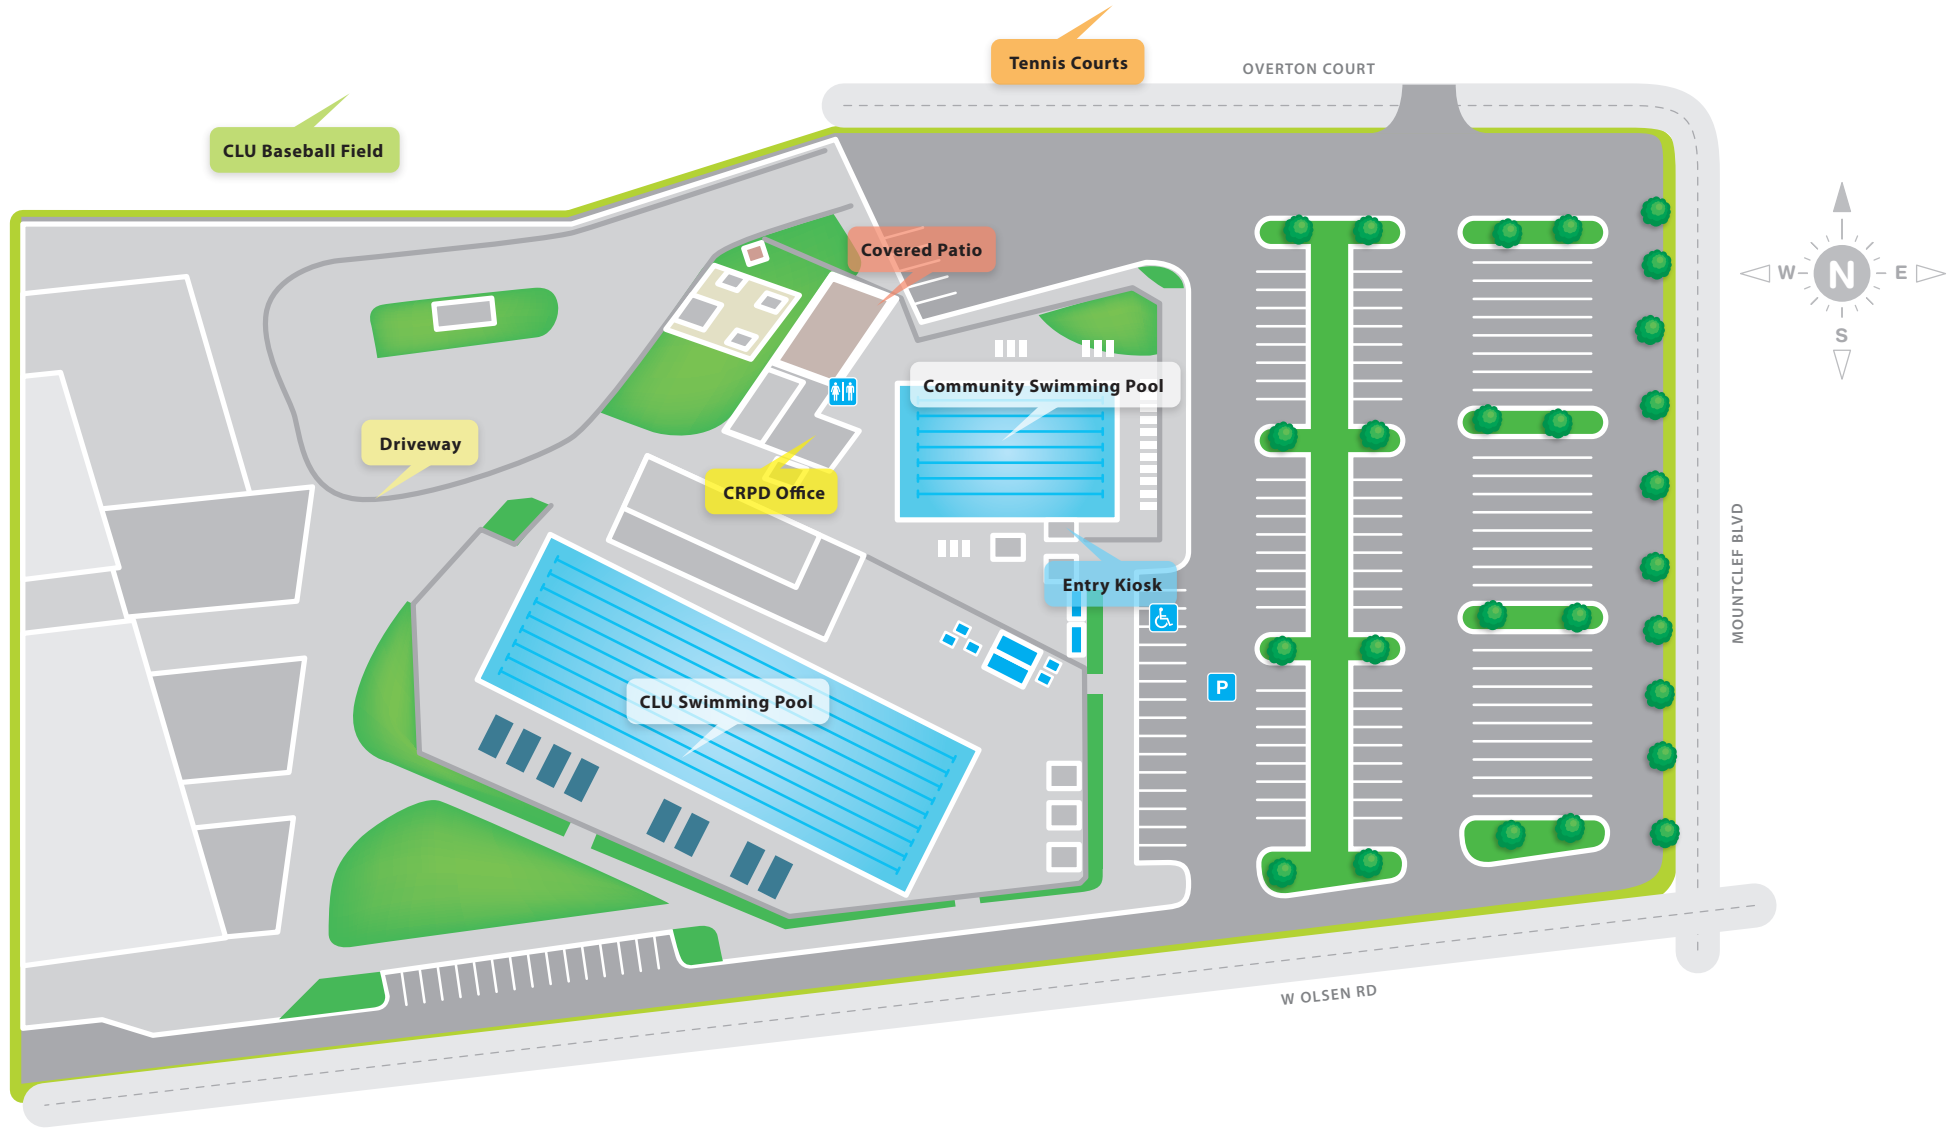 Tennis Courts
OVERTON COURT
CLU Baseball Field
Covered Patio
N
W
E
S
Community Swimming Pool
Driveway
CRPD Office
Entry Kiosk
MOUNTCLEF BLVD
P
CLU Swimming Pool
W OLSEN RD